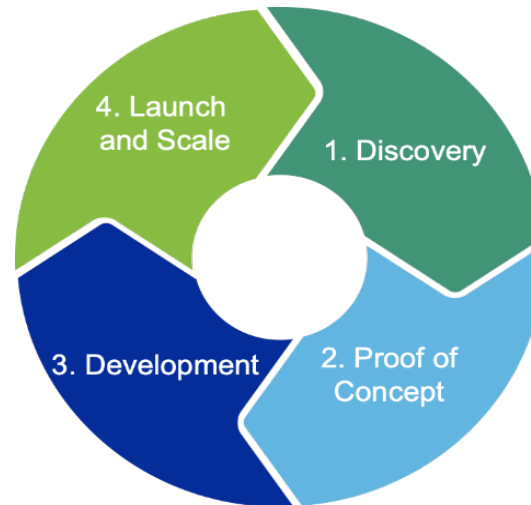 1. Discovery
2. Proof of
Concept
3. Development
4. Launch
and Scale